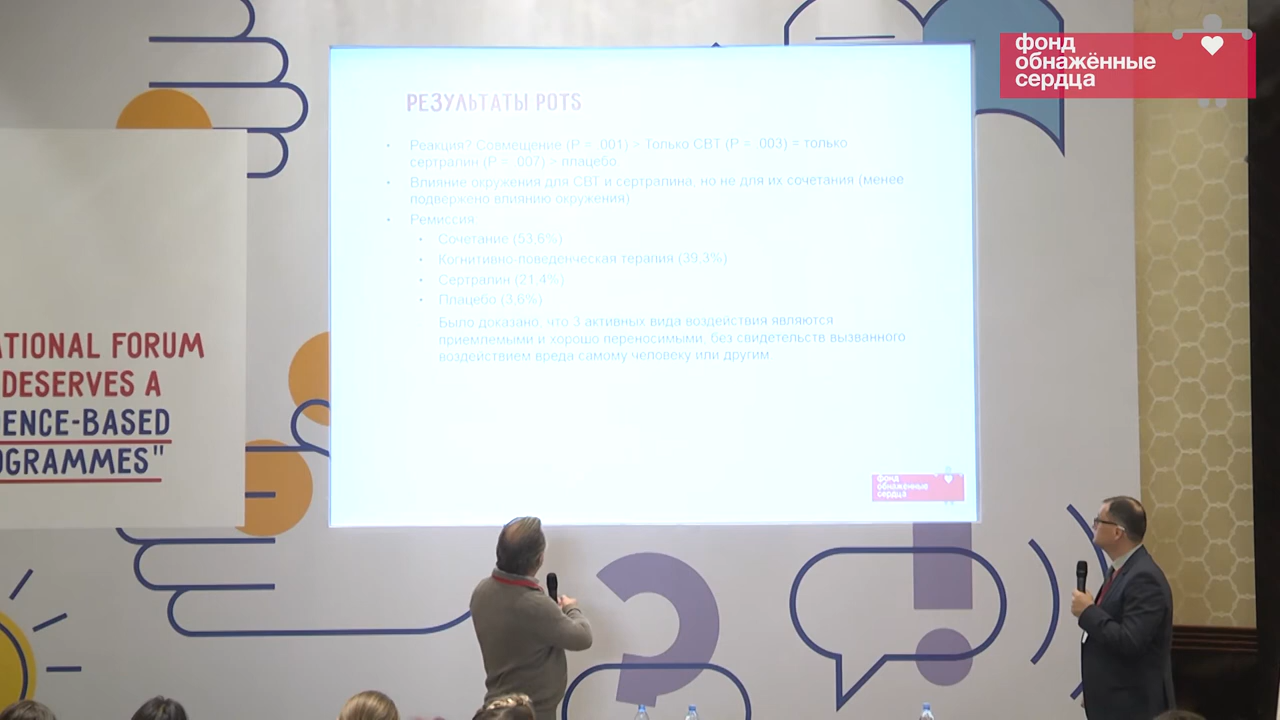 фонд
обнажённые
сердца
РЕЗУЛЬТАТЫ POTS
• Реакция? Совмещение (P = .001) > Только CBT (P = .003) = только
сертралин (P = .007) > плацебо
• Влияние окружения для CBT и сертралина, но не для их сочетания (менее
подвержено влиянию окружения)
• Ремиссия
• Сочетание (53,6%)
• Когнитивно-поведенческая терапия (39,3%)
• Сертралин (21,4%)
• Плацебо (3,6%)
Было доказано, что 3 активных вида воздействия являются
приемлемыми и хорошо переносимыми, без свидетельств вызванного
воздействием вреда самому человеку или другим
фонд
обнажённые
сердца
ATIONAL FORUM
DESERVES A
ENCE-BASED
OGRAMMES"